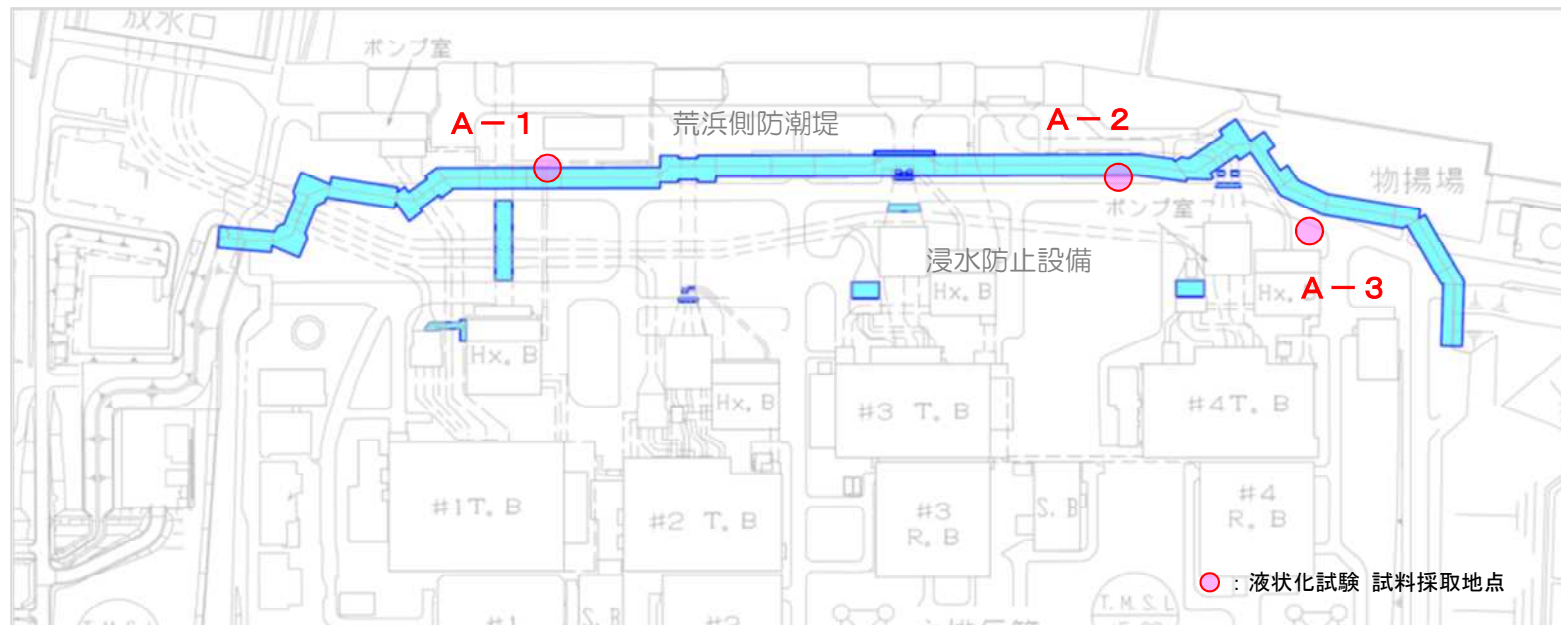 放水口
ポンプ室
A－1
荒浜側防潮堤
A－2
物揚場
ポンプ室
浸水防止設備
A－3
Hx. B
Hx. B
Hx. B
Hx. B
#3 T. B
#4 T. B
#1 T. B
#2 T. B
#3
R. B
S. B
#4
R. B
：液状化試験 試料採取地点
T. M. S. L
#1
S. B
#2